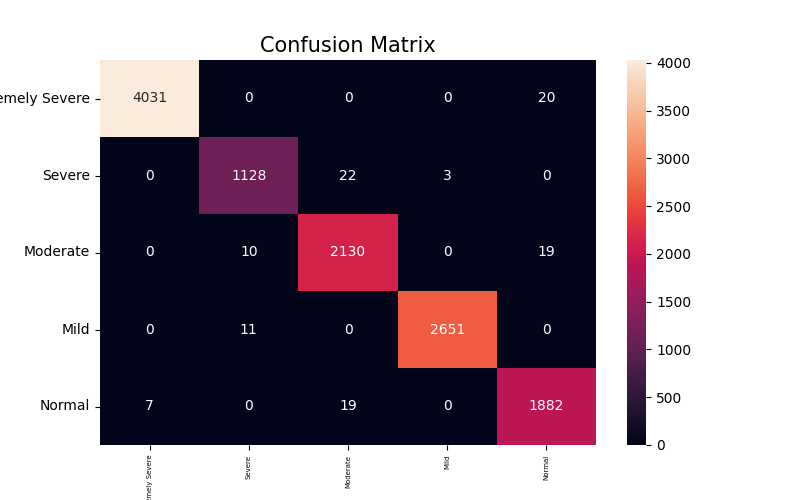 Confusion Matrix
emely Severe 4031 0 0 0 20
Severe 0 1128 22 3 0
Moderate 0 10 2130 0 19
Mild 0 11 0 2651 0
Normal 7 0 19 0 1882
emely Severe Severe Moderate Mild Normal
4000
3500
3000
2500
2000
1500
1000
500
0